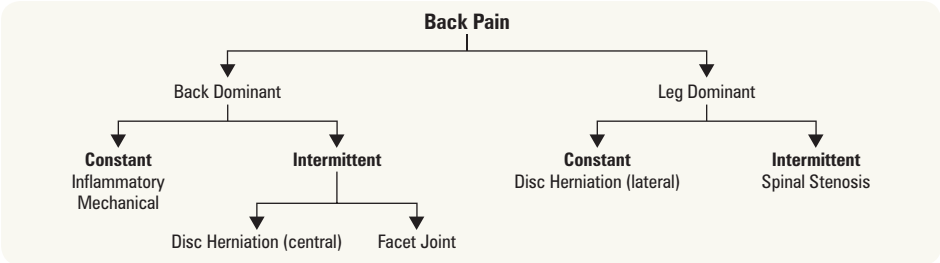 Back Pain
Back Dominant
Leg Dominant
Constant
Inflammatory
Mechanical
Intermittent
Disc Herniation (central)
Facet Joint
Constant
Disc Herniation (lateral)
Intermittent
Spinal Stenosis